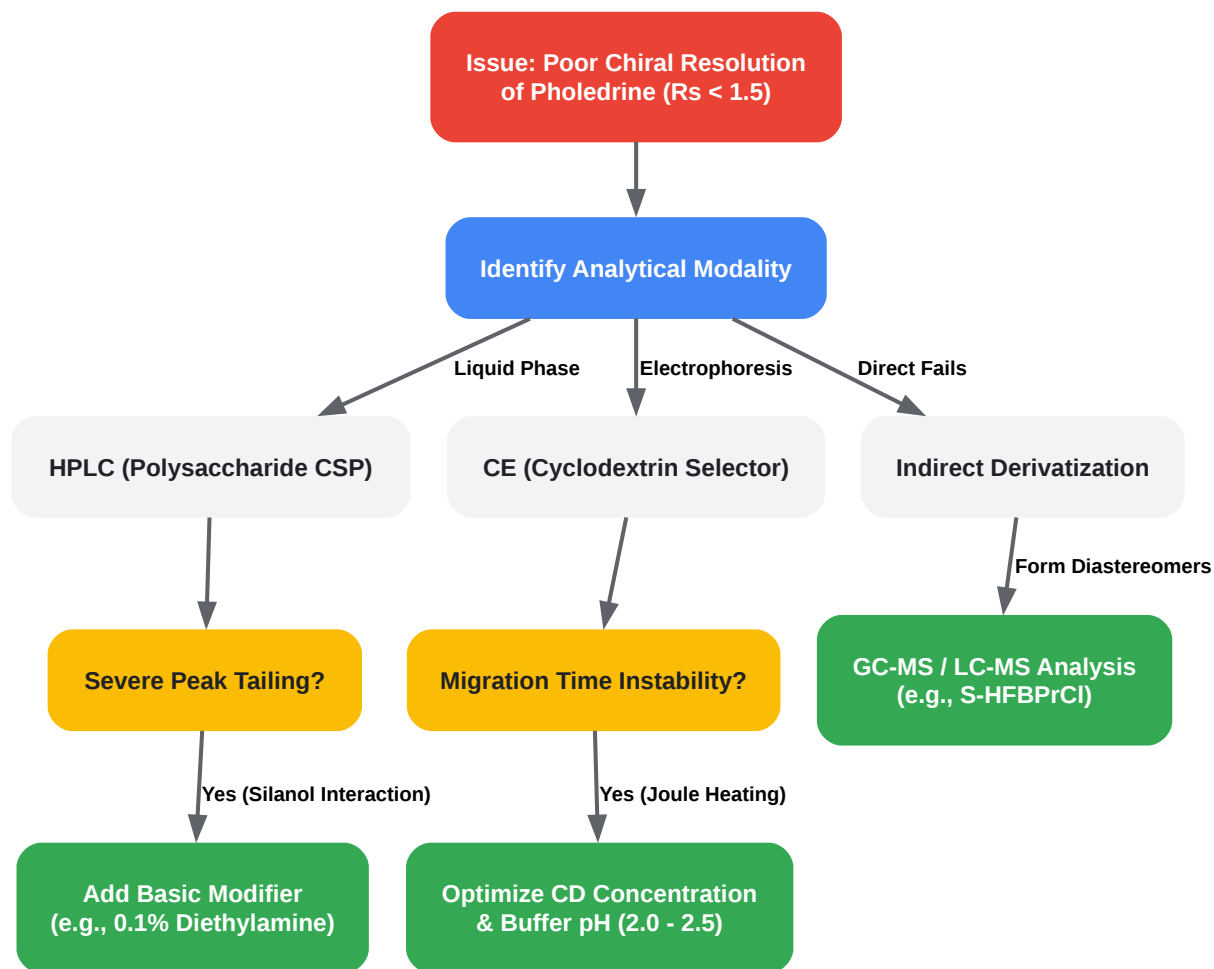 Issue: Poor Chiral Resolution
of Pholedrine (Rs < 1.5)
Identify Analytical Modality
Liquid Phase
Electrophoresis
Direct Fails
HPLC (Polysaccharide CSP)
CE (Cyclodextrin Selector)
Indirect Derivatization
Form Diastereomers
Severe Peak Tailing?
Migration Time Instability?
GC-MS / LC-MS Analysis
(e.g., S-HFBPrCl)
Yes (Silanol Interaction)
Yes (Joule Heating)
Add Basic Modifier
(e.g., 0.1% Diethylamine)
Optimize CD Concentration
& Buffer pH (2.0 - 2.5)